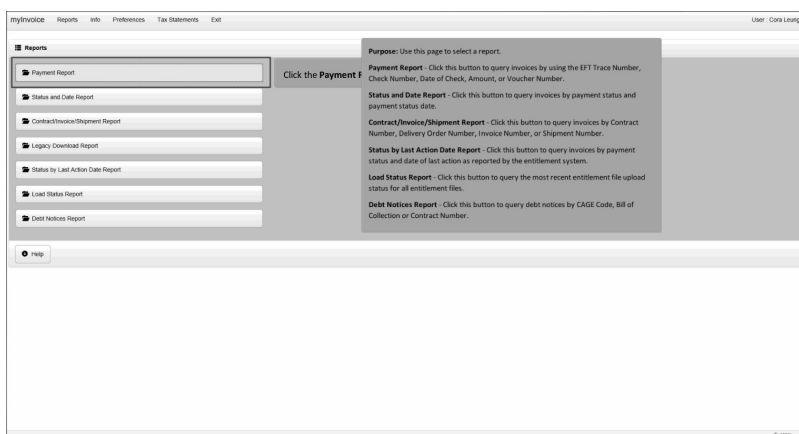 myInvoice Reports Info Preferences Tax Statements Exit User : Cora Leung
Reports
Payment Report
Status and Date Report
Contract/Invoice/Shipment Report
Legacy Download Report
Status by Last Action Date Report
Load Status Report
Debt Notices Report
Click the Payment
Purpose: Use this page to select a report.
Payment Report - Click this button to query invoices by using the EFT Trace Number,
Check Number, Date of Check, Amount, or Voucher Number.
Status and Date Report - Click this button to query invoices by payment status and
payment status date.
Contract/Invoice/Shipment Report - Click this button to query invoices by Contract
Number, Delivery Order Number, Invoice Number, or Shipment Number.
Status by Last Action Date Report - Click this button to query invoices by payment
status and date of last action as reported by the entitlement system.
Load Status Report - Click this button to query the most recent entitlement file upload
status for all entitlement files.
Debt Notices Report - Click this button to query debt notices by CAGE Code, Bill of
Collection or Contract Number.
Help